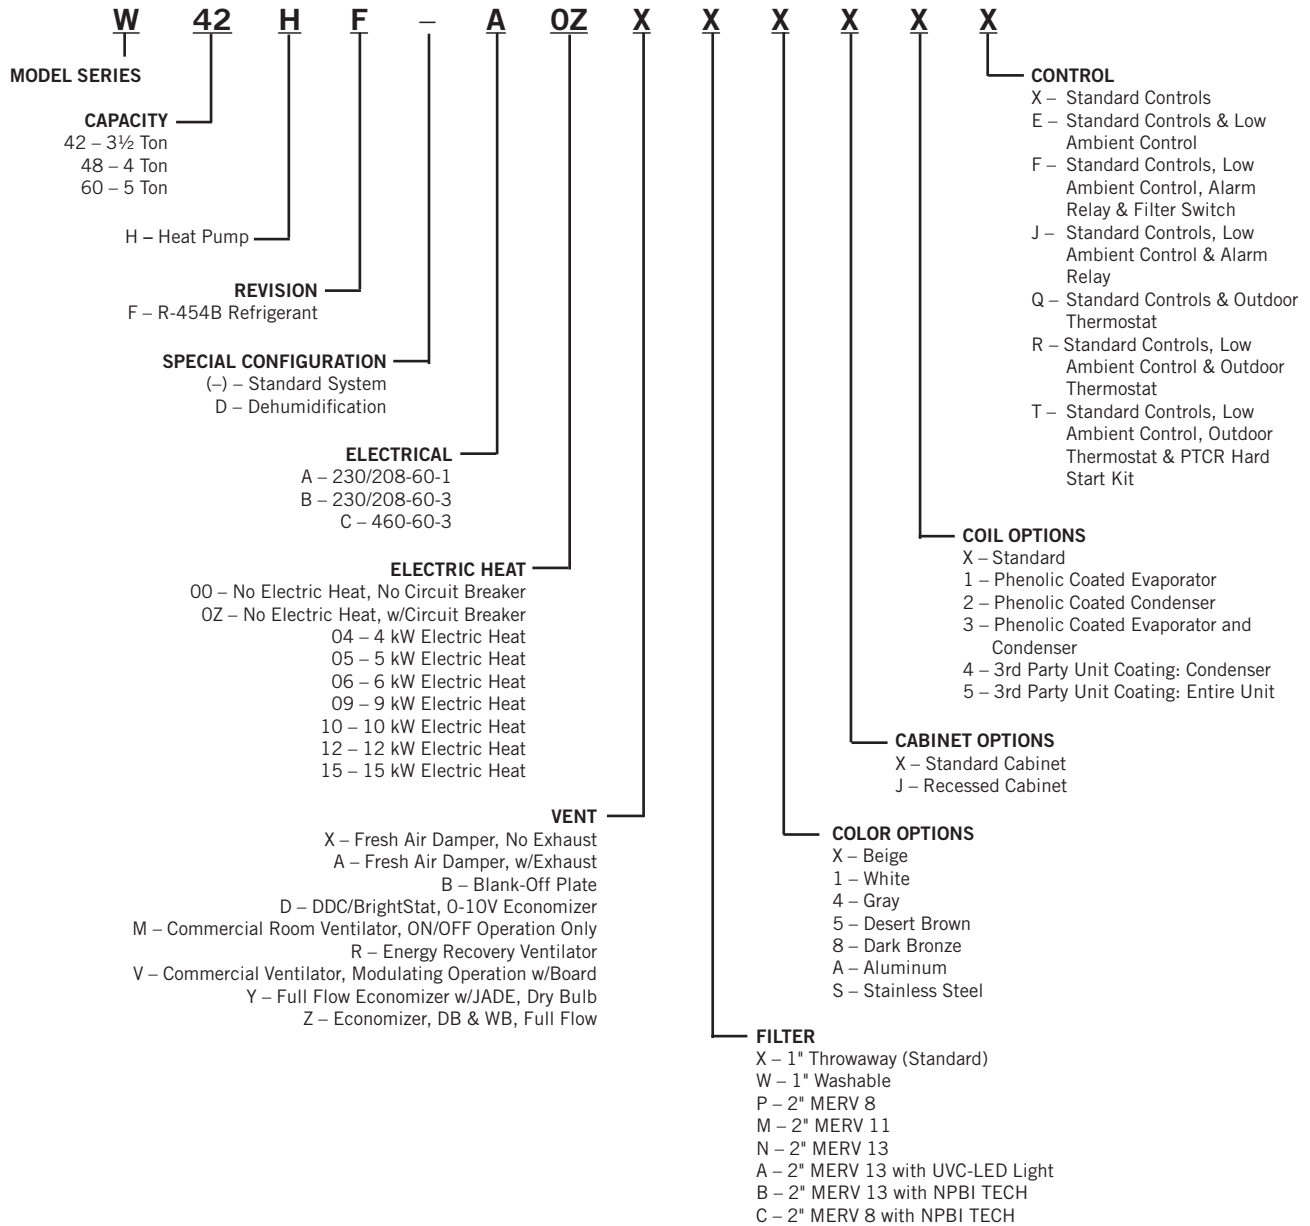 W 42 H F – A 0Z X X X X X X
MODEL SERIES
CAPACITY
42 – 3½ Ton
48 – 4 Ton
60 – 5 Ton
H – Heat Pump
REVISION
F – R-454B Refrigerant
SPECIAL CONFIGURATION
(–) – Standard System
D – Dehumidification
ELECTRICAL
A – 230/208-60-1
B – 230/208-60-3
C – 460-60-3
ELECTRIC HEAT
00 – No Electric Heat, No Circuit Breaker
0Z – No Electric Heat, w/Circuit Breaker
04 – 4 kW Electric Heat
05 – 5 kW Electric Heat
06 – 6 kW Electric Heat
09 – 9 kW Electric Heat
10 – 10 kW Electric Heat
12 – 12 kW Electric Heat
15 – 15 kW Electric Heat
VENT
X – Fresh Air Damper, No Exhaust
A – Fresh Air Damper, w/Exhaust
B – Blank-Off Plate
D – DDC/BrightStat, 0-10V Economizer
M – Commercial Room Ventilator, ON/OFF Operation Only
R – Energy Recovery Ventilator
V – Commercial Ventilator, Modulating Operation w/Board
Y – Full Flow Economizer w/JADE, Dry Bulb
Z – Economizer, DB & WB, Full Flow
CONTROL
X – Standard Controls
E – Standard Controls & Low
Ambient Control
F – Standard Controls, Low
Ambient Control, Alarm
Relay & Filter Switch
J – Standard Controls, Low
Ambient Control & Alarm
Relay
Q – Standard Controls & Outdoor
Thermostat
R – Standard Controls, Low
Ambient Control & Outdoor
Thermostat
T – Standard Controls, Low
Ambient Control, Outdoor
Thermostat & PTCR Hard
Start Kit
COIL OPTIONS
X – Standard
1 – Phenolic Coated Evaporator
2 – Phenolic Coated Condenser
3 – Phenolic Coated Evaporator and
Condenser
4 – 3rd Party Unit Coating: Condenser
5 – 3rd Party Unit Coating: Entire Unit
CABINET OPTIONS
X – Standard Cabinet
J – Recessed Cabinet
COLOR OPTIONS
X – Beige
1 – White
4 – Gray
5 – Desert Brown
8 – Dark Bronze
A – Aluminum
S – Stainless Steel
FILTER
X – 1" Throwaway (Standard)
W – 1" Washable
P – 2" MERV 8
M – 2" MERV 11
N – 2" MERV 13
A – 2" MERV 13 with UVC-LED Light
B – 2" MERV 13 with NPBI TECH
C – 2" MERV 8 with NPBI TECH